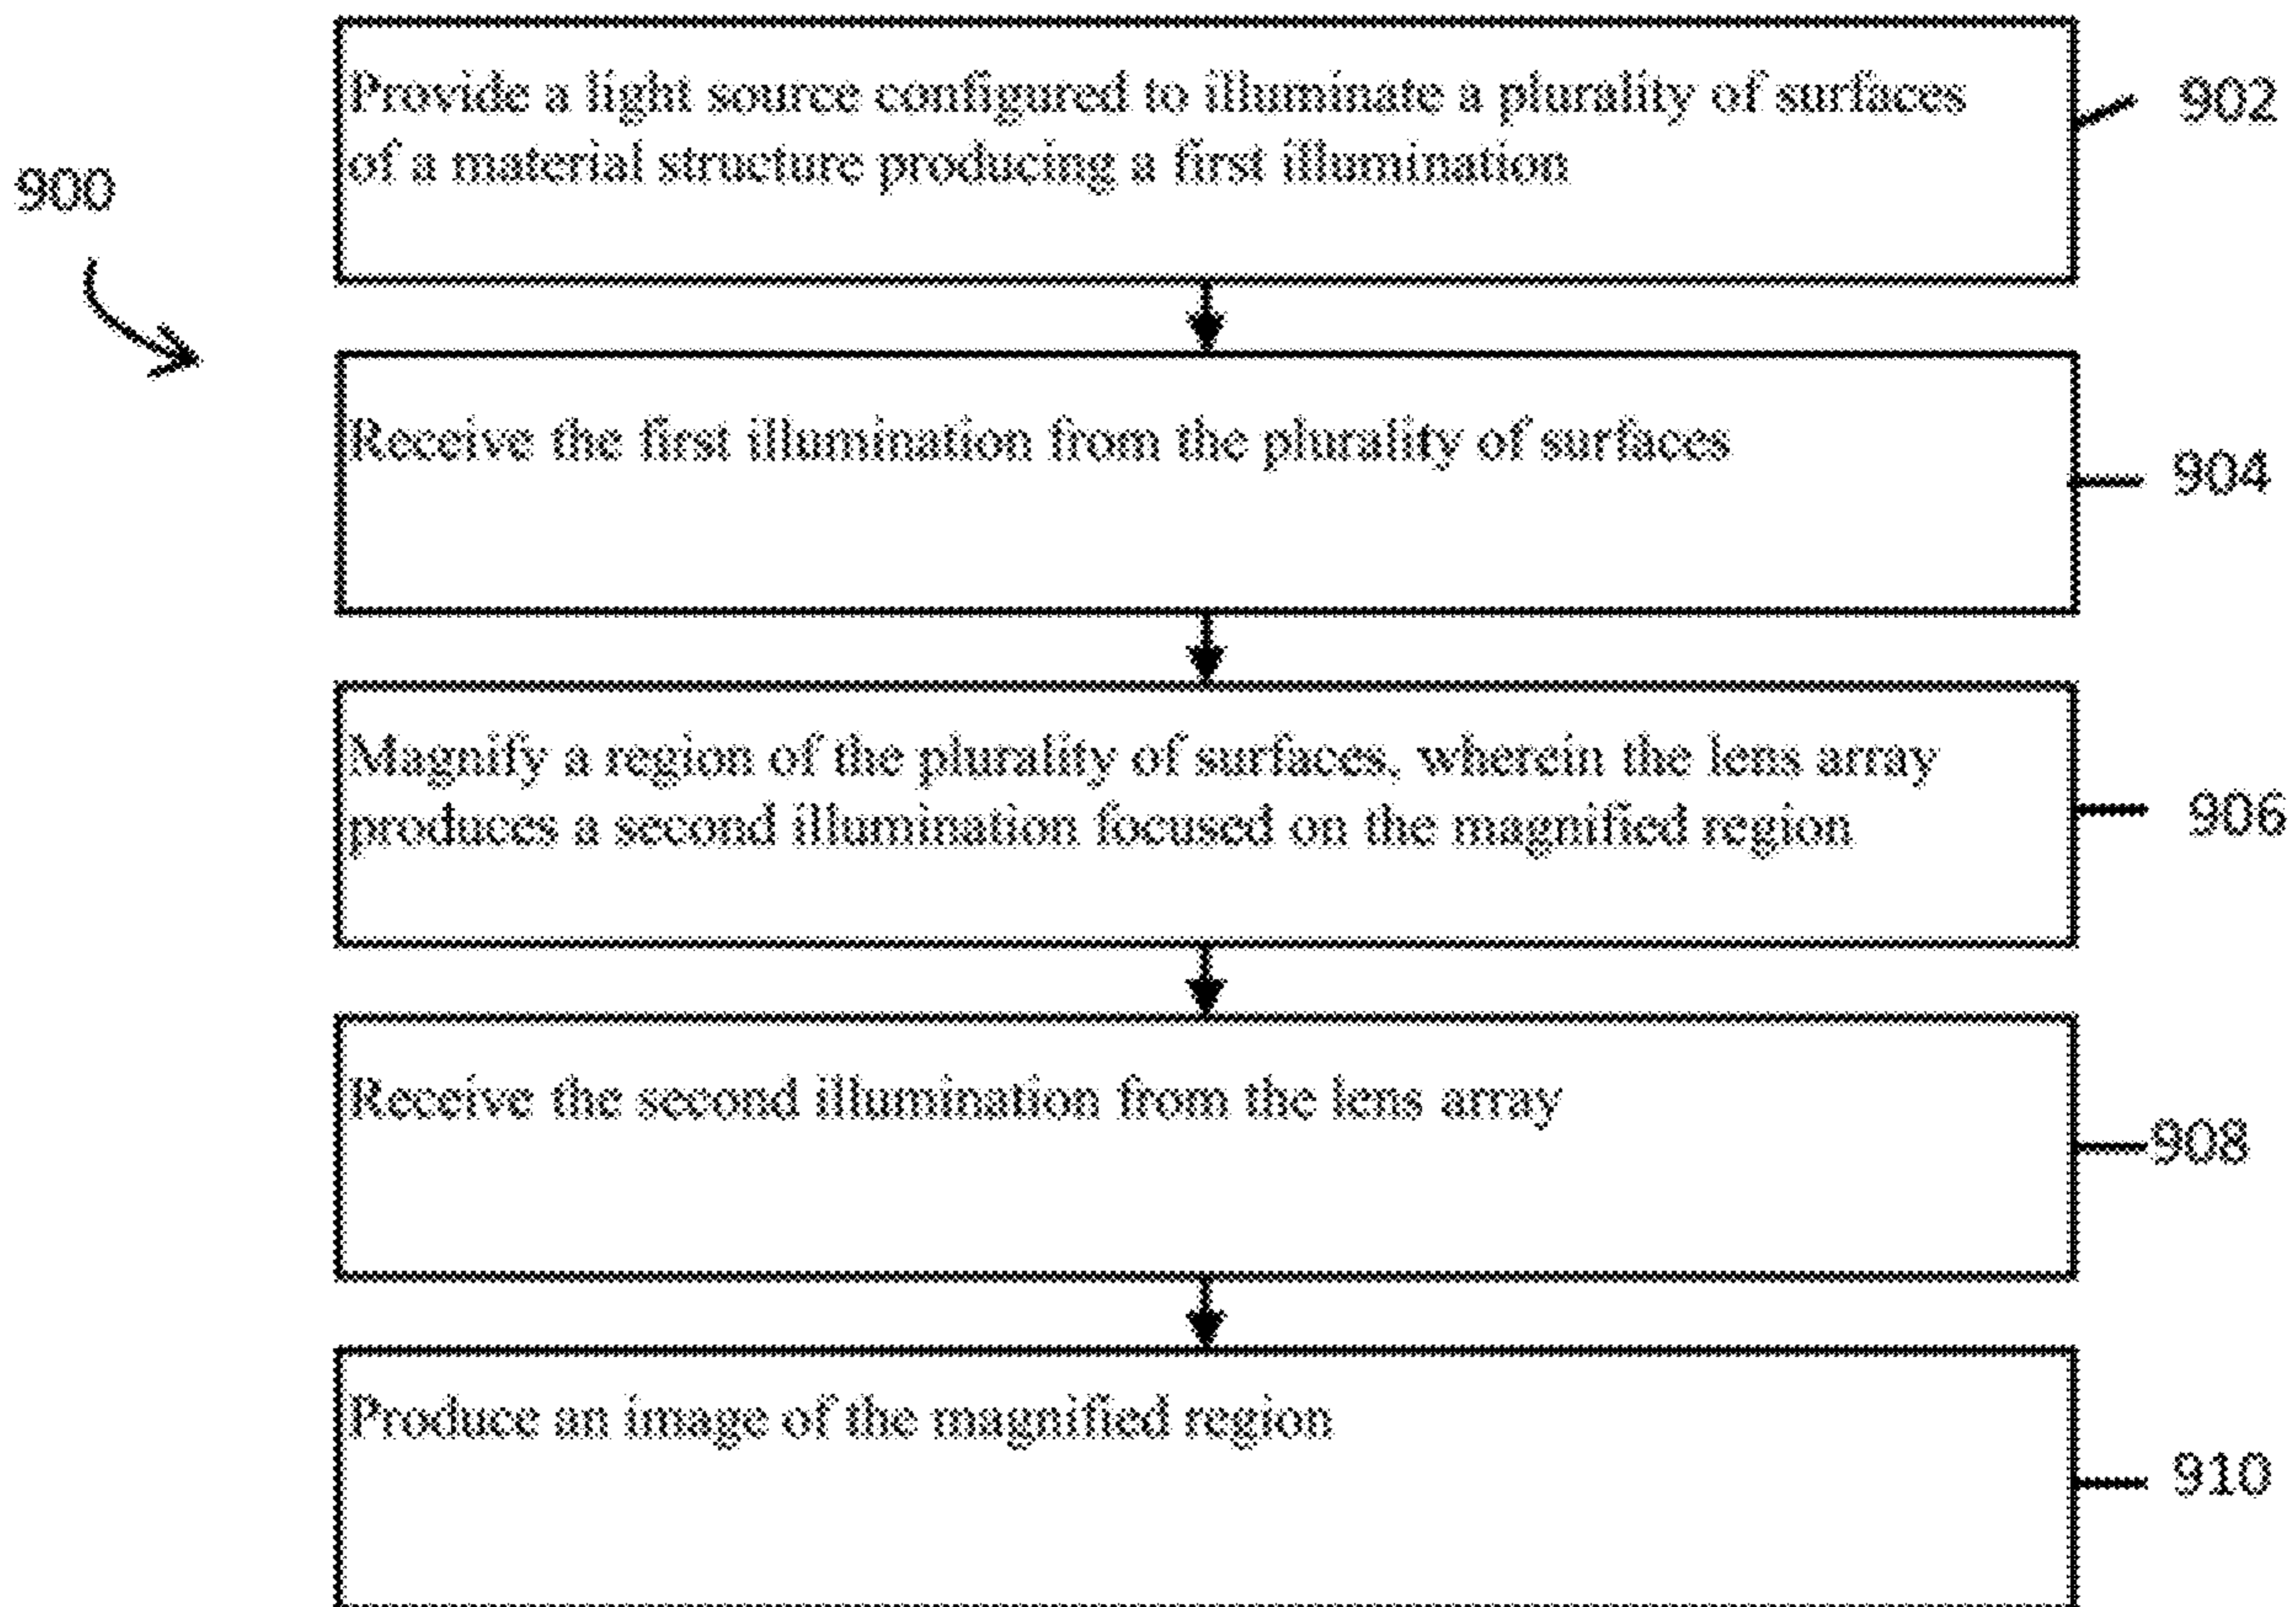 Provide a light source configured to illuminate a plurality of surfaces
of a material structure producing a first illumination
902
900
Receive the first illumination from the plurality of surfaces
904
Magnify a region of the plurality of surfaces, wherein the lens array
produces a second illumination focused on the magnified region
906
Receive the second illumination from the lens array
908
Produce an image of the magnified region
910